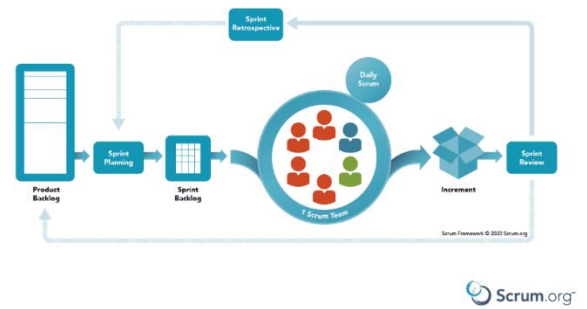 Sprint
Retrospective
Daily
Scrum
Sprint
Planning
Sprint
Review
Product
Backlog
Sprint
Backlog
Increment
1 Scrum Team
Scrum Framework © 2020 Scrum.org
Scrum.org™